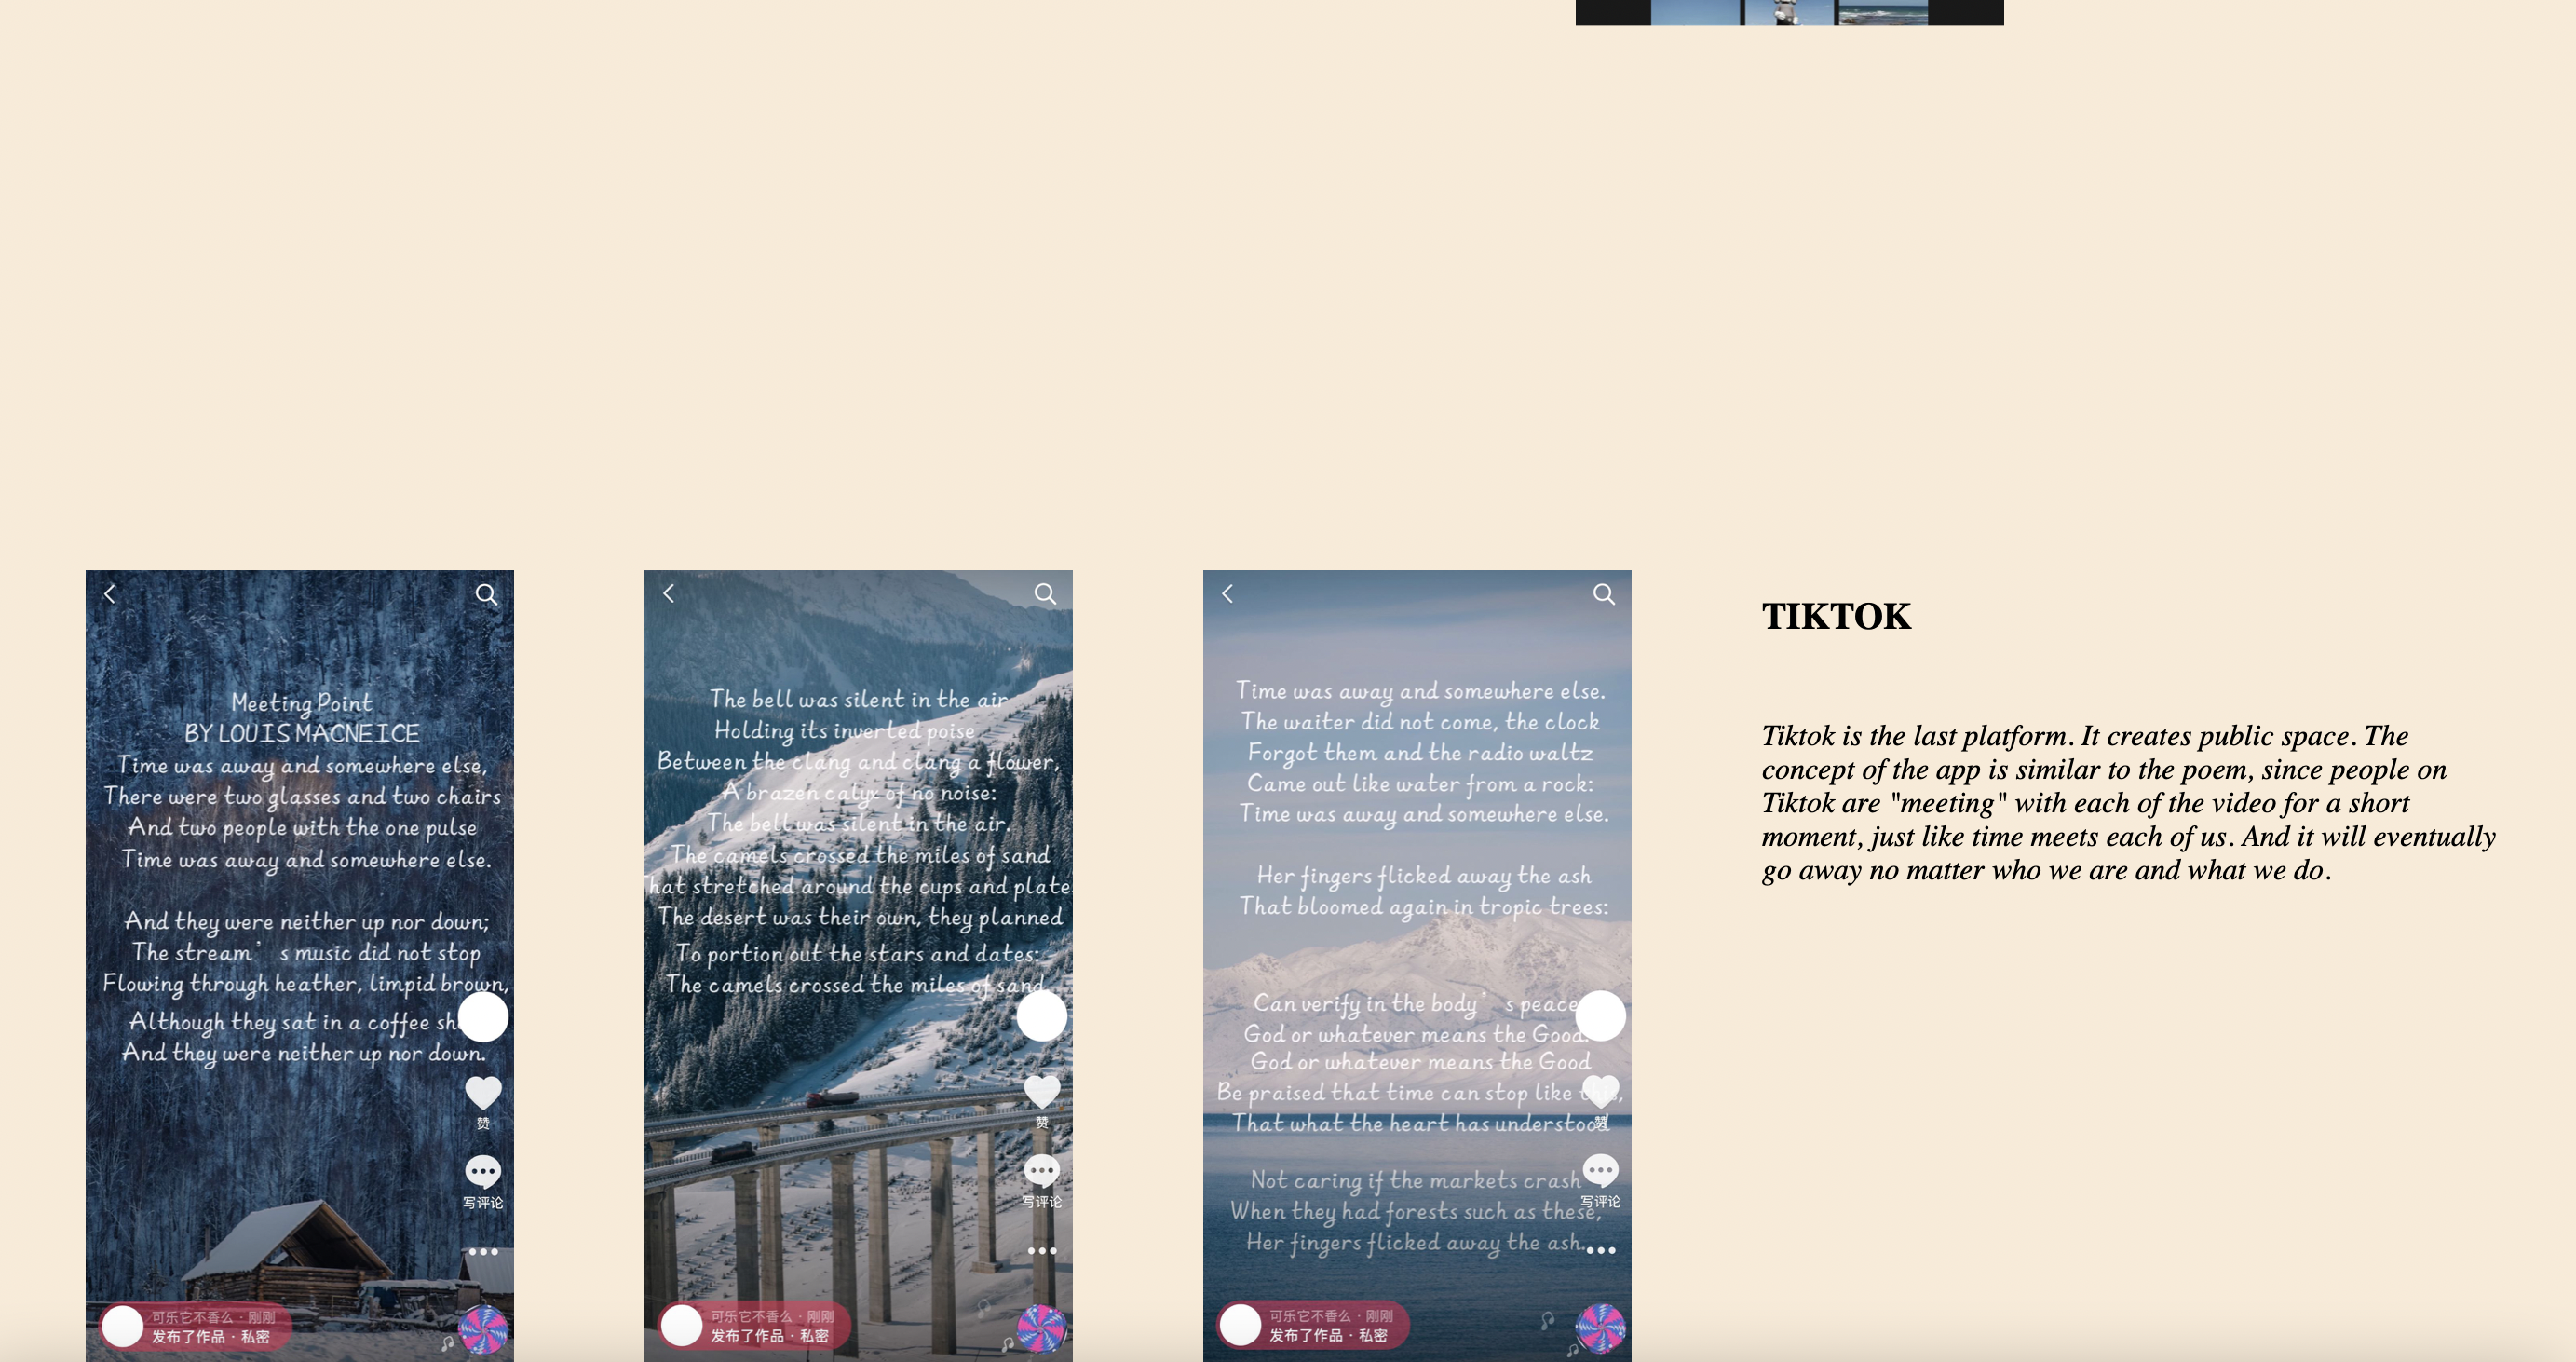 Meeting Point
BY LOUIS MACNEICE
Time was away and somewhere else,
There were two glasses and two chairs
And two people with the one pulse
Time was away and somewhere else.
And they were neither up nor down;
The stream’s music did not stop
Flowing through heather, limpid brown,
Although they sat in a coffee sh
And they were neither up nor down.
赞
写评论
可乐它不香么 · 刚刚
发布了作品 · 私密
The bell was silent in the air
Holding its inverted poise
Between the clang and clang a flower,
A brazen calyx of no noise:
The bell was silent in the air.
The camels crossed the miles of sand
hat stretched around the cups and plate
The desert was their own, they planned
To portion out the stars and dates:
The camels crossed the miles of sand.
赞
写评论
可乐它不香么 · 刚刚
发布了作品 · 私密
Time was away and somewhere else.
The waiter did not come, the clock
Forgot them and the radio waltz
Came out like water from a rock:
Time was away and somewhere else.
Her fingers flicked away the ash
That bloomed again in tropic trees:
Can verify in the body’s peace
God or whatever means the Good.
God or whatever means the Good
Be praised that time can stop like this,
That what the heart has understood
赞
Not caring if the markets crash
When they had forests such as these,
Her fingers flicked away the ash.
写评论
可乐它不香么 · 刚刚
发布了作品 · 私密
TIKTOK
Tiktok is the last platform. It creates public space. The
concept of the app is similar to the poem, since people on
Tiktok are "meeting" with each of the video for a short
moment, just like time meets each of us. And it will eventually
go away no matter who we are and what we do.